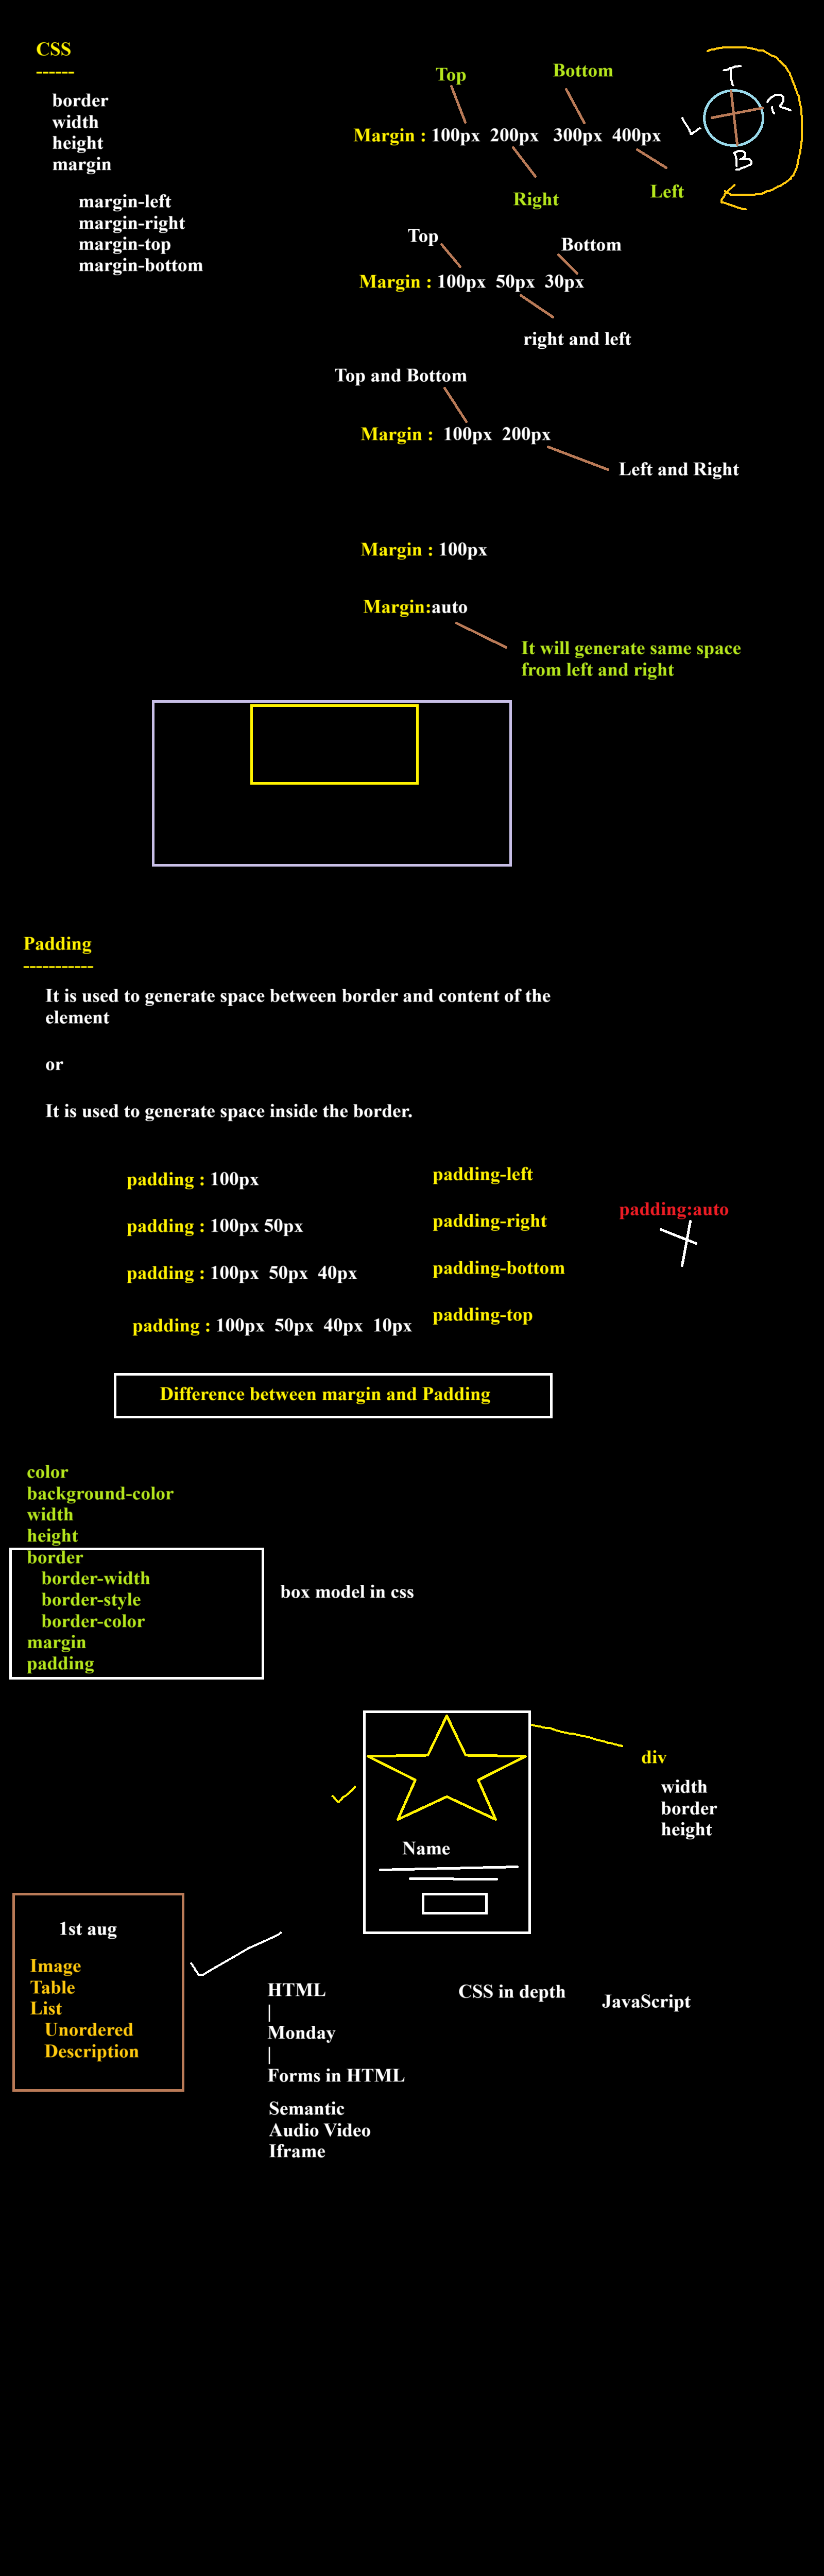 CSS
------
border
width
height
margin
margin-left
margin-right
margin-top
margin-bottom
Top
Bottom
Margin : 100px 200px 300px 400px
Right
Left
T
R
L
B
Top
Bottom
Margin : 100px 50px 30px
right and left
Top and Bottom
Margin : 100px 200px
Left and Right
Margin : 100px
Margin:auto
It will generate same space
from left and right
Padding
-----------
It is used to generate space between border and content of the
element
or
It is used to generate space inside the border.
padding : 100px
padding : 100px 50px
padding : 100px 50px 40px
padding : 100px 50px 40px 10px
padding-left
padding-right
padding-bottom
padding-top
padding:auto
Difference between margin and Padding
color
background-color
width
height
border
border-width
border-style
border-color
margin
padding
box model in css
Name
div
width
border
height
1st aug
Image
Table
List
Unordered
Description
HTML
|
Monday
|
Forms in HTML
Semantic
Audio Video
Iframe
CSS in depth
JavaScript